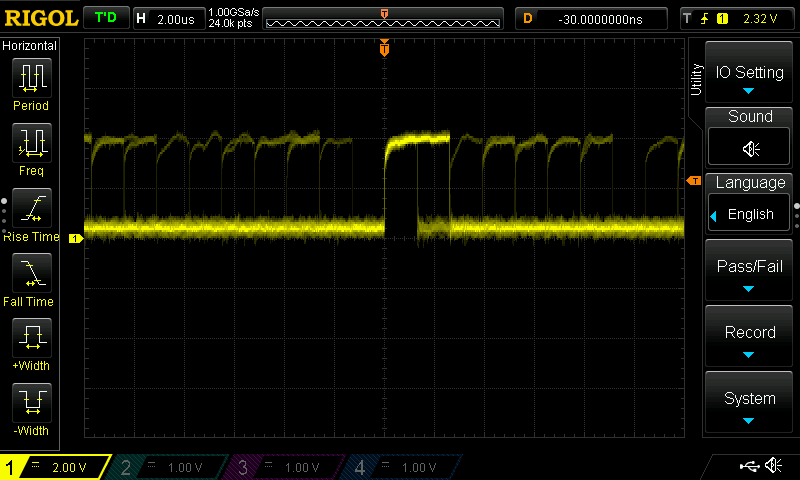 RIGOL T'D H 2.00us 1.00GSa/s 24.0k pts T D -30.0000000ns T 1 2.32 V
Horizontal
Period
Freq
Rise Time
Fall Time
+Width
-Width
T
T
1
Utility
IO Setting
Sound
Language
English
Pass/Fail
Record
System
1 2.00 V 2 1.00 V 3 1.00 V 4 1.00 V